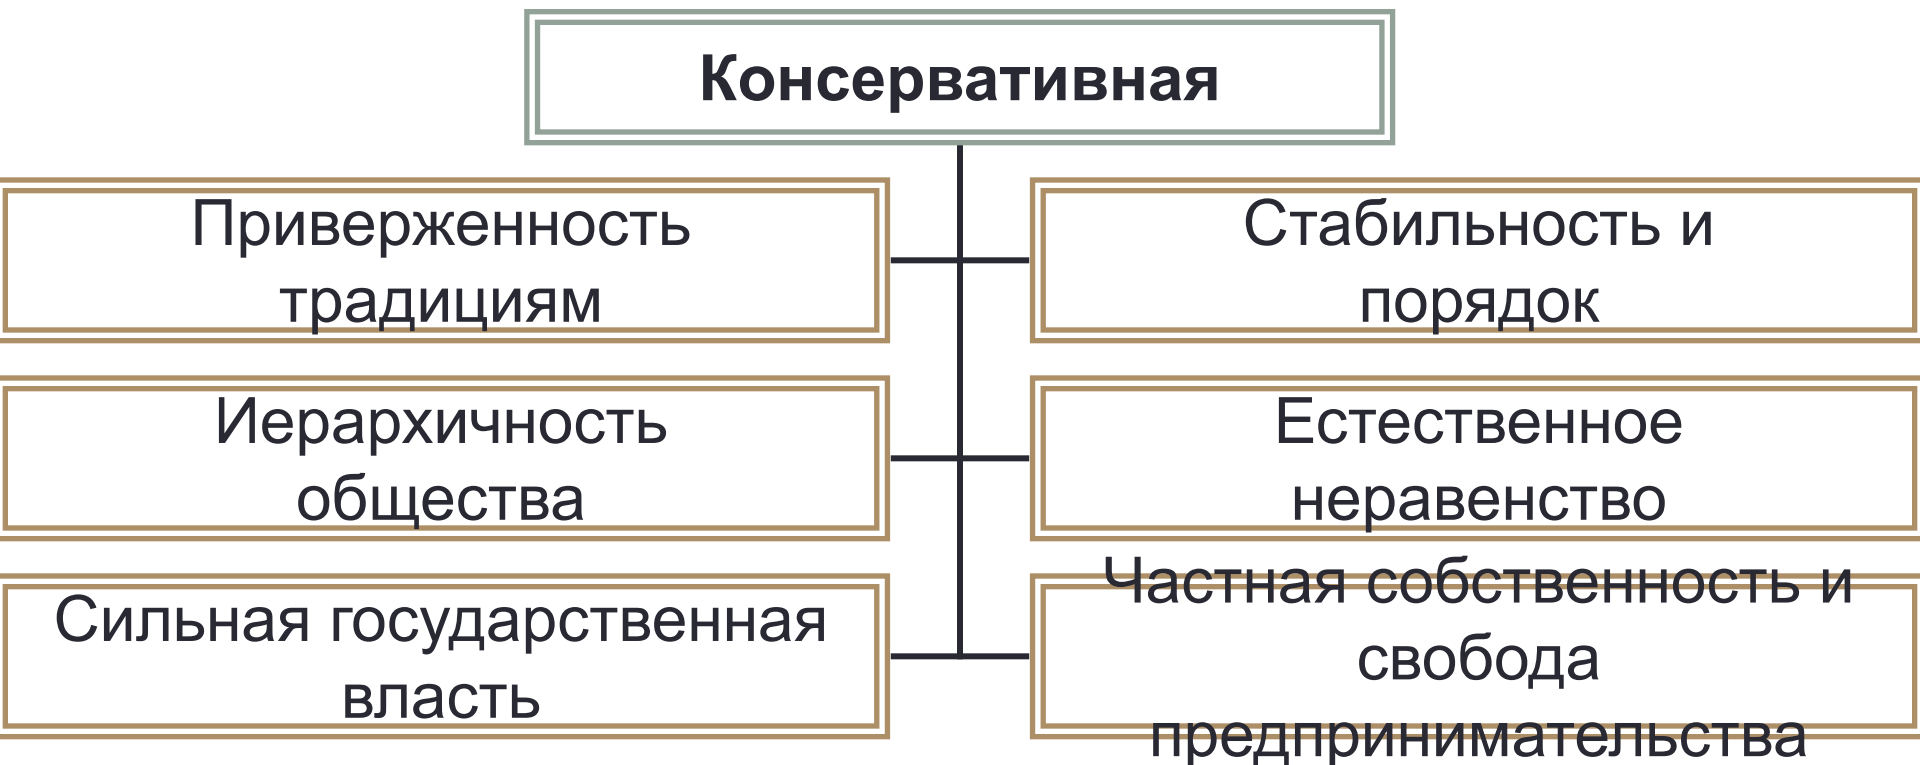 Консервативная
Приверженность
традициям
Стабильность и
порядок
Иерархичность
общества
Естественное
неравенство
Сильная государственная
власть
Частная собственность и
свобода
предпринимательства